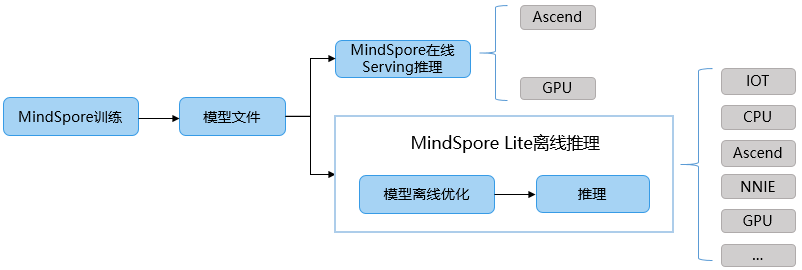 MindSpore训练
模型文件
MindSpore在线
Serving推理
Ascend
GPU
MindSpore Lite离线推理
模型离线优化
推理
IOT
CPU
Ascend
NNIE
GPU
...